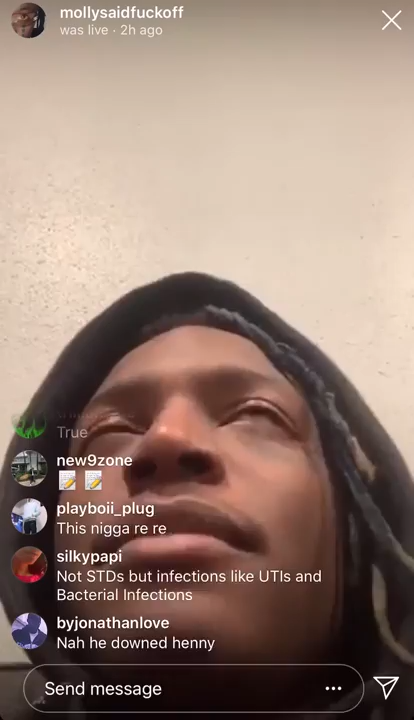 mollysaidfuckoff
was live · 2h ago
True
new9zone
playboii_plug
This nigga re re
silkypapi
Not STDs but infections like UTIs and
Bacterial Infections
byjonathanlove
Nah he downed henny
Send message